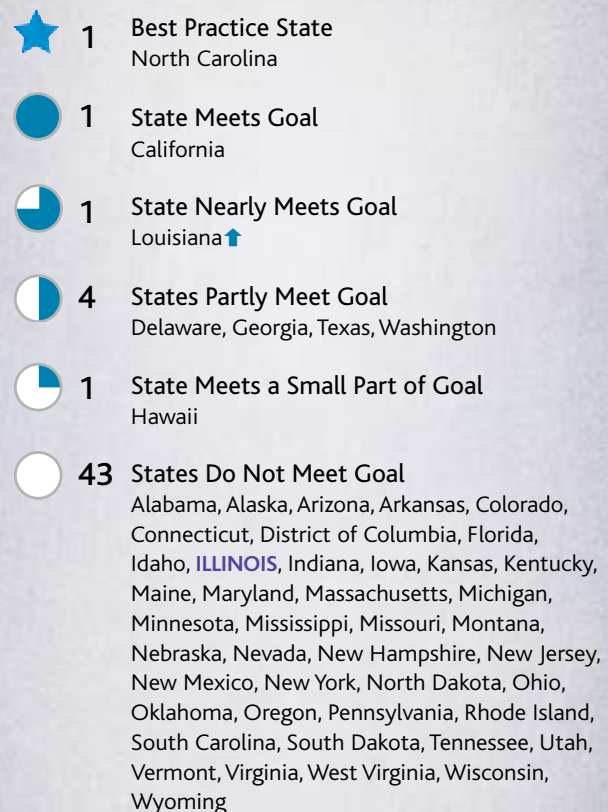 1 Best Practice State
North Carolina
1 State Meets Goal
California
1 State Nearly Meets Goal
Louisiana
4 States Partly Meet Goal
Delaware, Georgia, Texas, Washington
1 State Meets a Small Part of Goal
Hawaii
43 States Do Not Meet Goal
Alabama, Alaska, Arizona, Arkansas, Colorado,
Connecticut, District of Columbia, Florida,
Idaho, ILLINOIS, Indiana, Iowa, Kansas, Kentucky,
Maine, Maryland, Massachusetts, Michigan,
Minnesota, Mississippi, Missouri, Montana,
Nebraska, Nevada, New Hampshire, New Jersey,
New Mexico, New York, North Dakota, Ohio,
Oklahoma, Oregon, Pennsylvania, Rhode Island,
South Carolina, South Dakota, Tennessee, Utah,
Vermont, Virginia, West Virginia, Wisconsin,
Wyoming